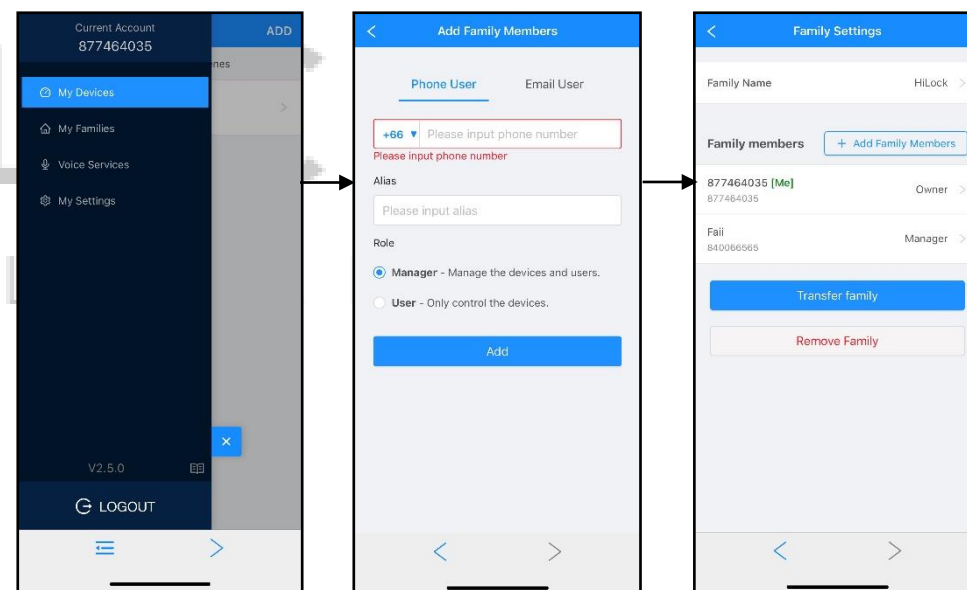 Current Account
877464035
ADD
My Devices
My Families
Voice Services
My Settings
V2.5.0
LOGOUT
Add Family Members
Phone User
Email User
+66 ▼ Please input phone number
Please input phone number
Alias
Please input alias
Role
Manager - Manage the devices and users.
User - Only control the devices.
Add
Family Settings
Family Name HiLock
Family members + Add Family Members
877464035 [Me] Owner
877464035
Faii Manager
840066565
Transfer family
Remove Family